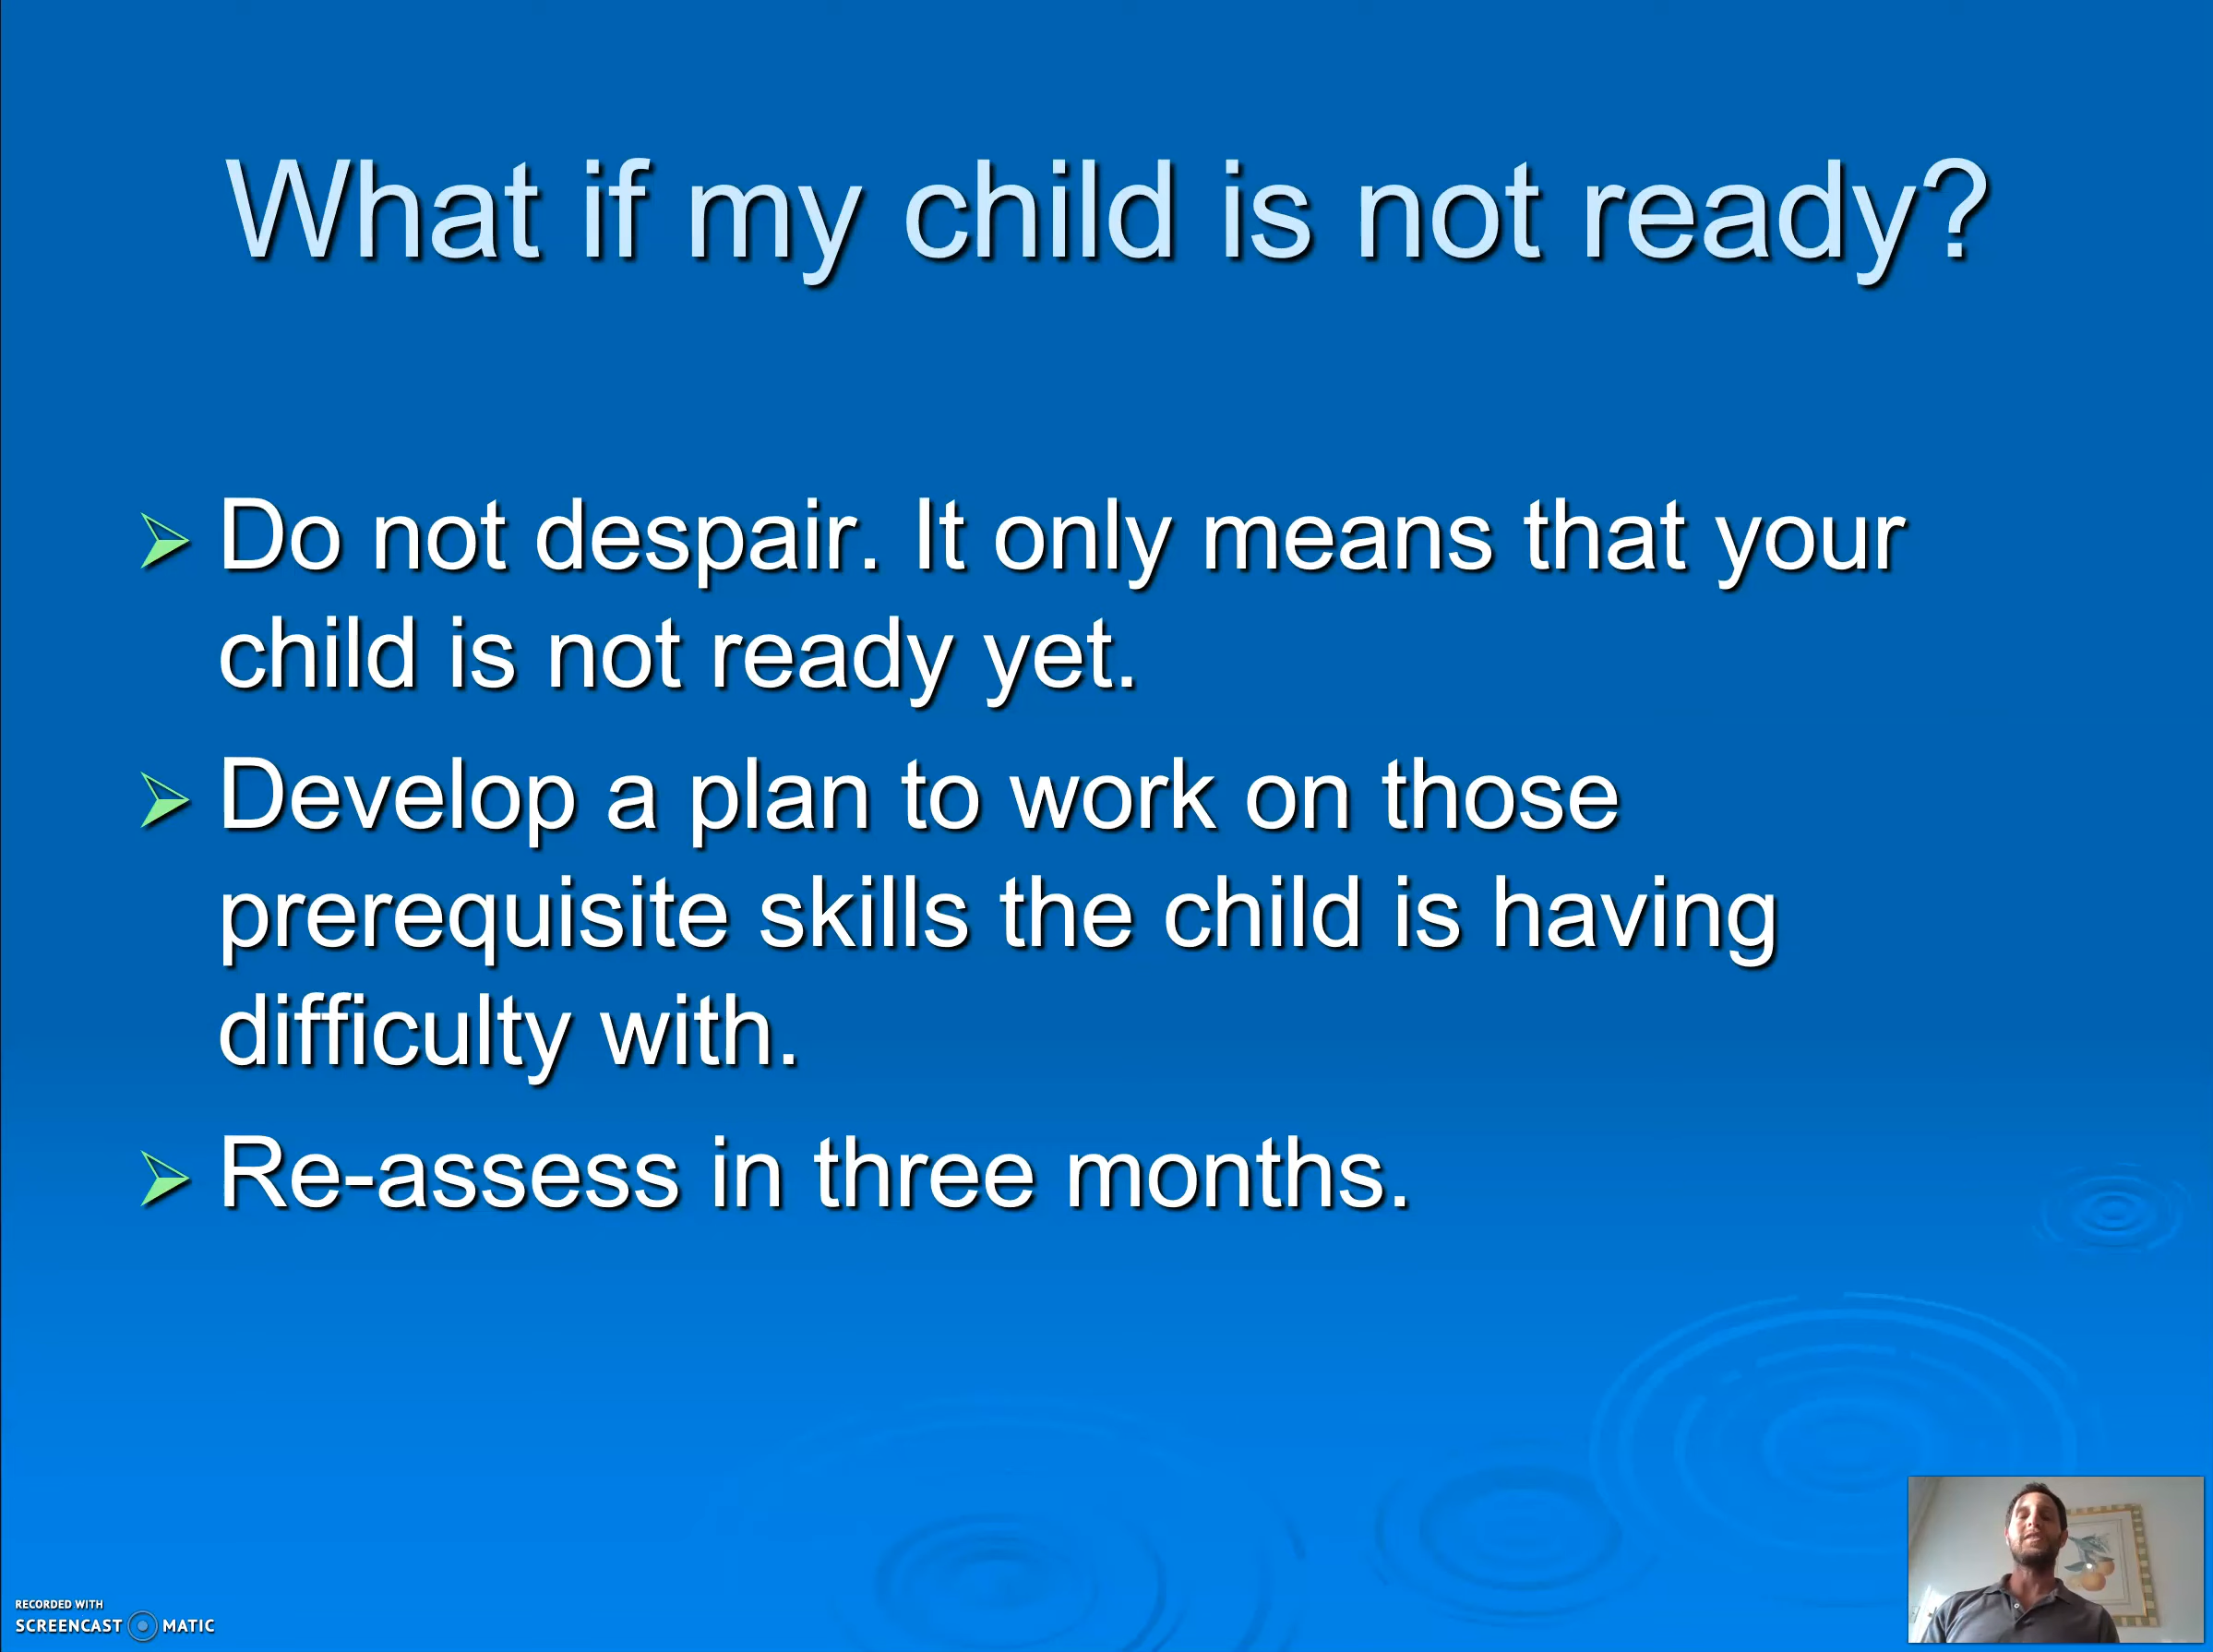 What if my child is not ready?
Do not despair. It only means that your
child is not ready yet.
Develop a plan to work on those
prerequisite skills the child is having
difficulty with.
Re-assess in three months.
RECORDED WITH
SCREENCAST MATIC